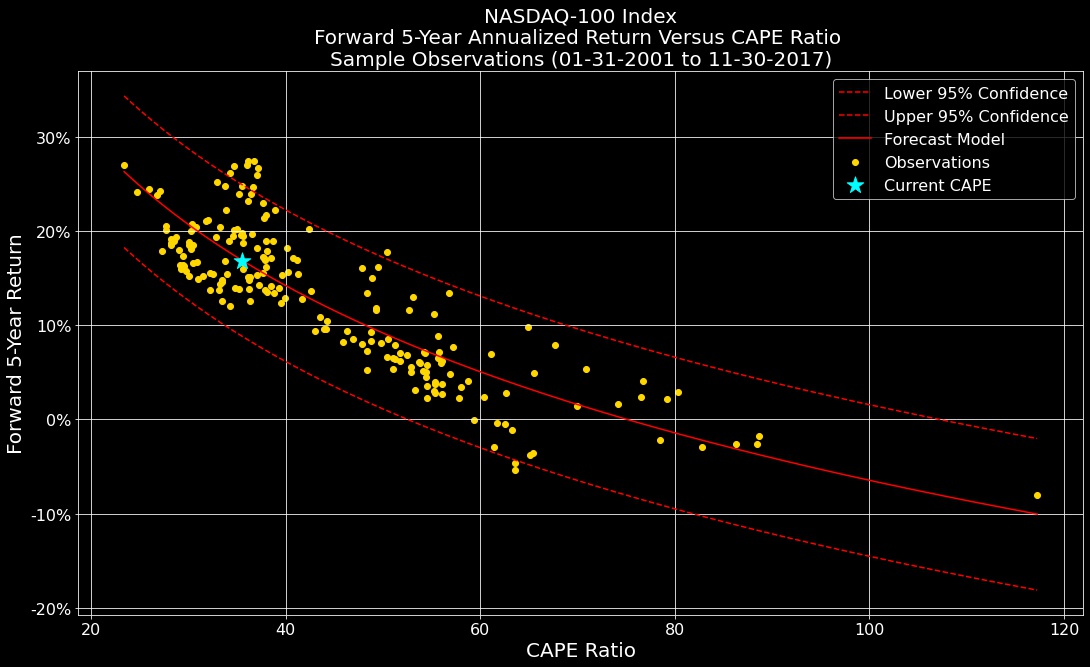 NASDAQ-100 Index
Forward 5-Year Annualized Return Versus CAPE Ratio
Sample Observations (01-31-2001 to 11-30-2017)
Lower 95% Confidence
Upper 95% Confidence
Forecast Model
Observations
Current CAPE
Forward 5-Year Return
30%
20%
10%
0%
-10%
-20%
20
40
60
80
100
120
CAPE Ratio